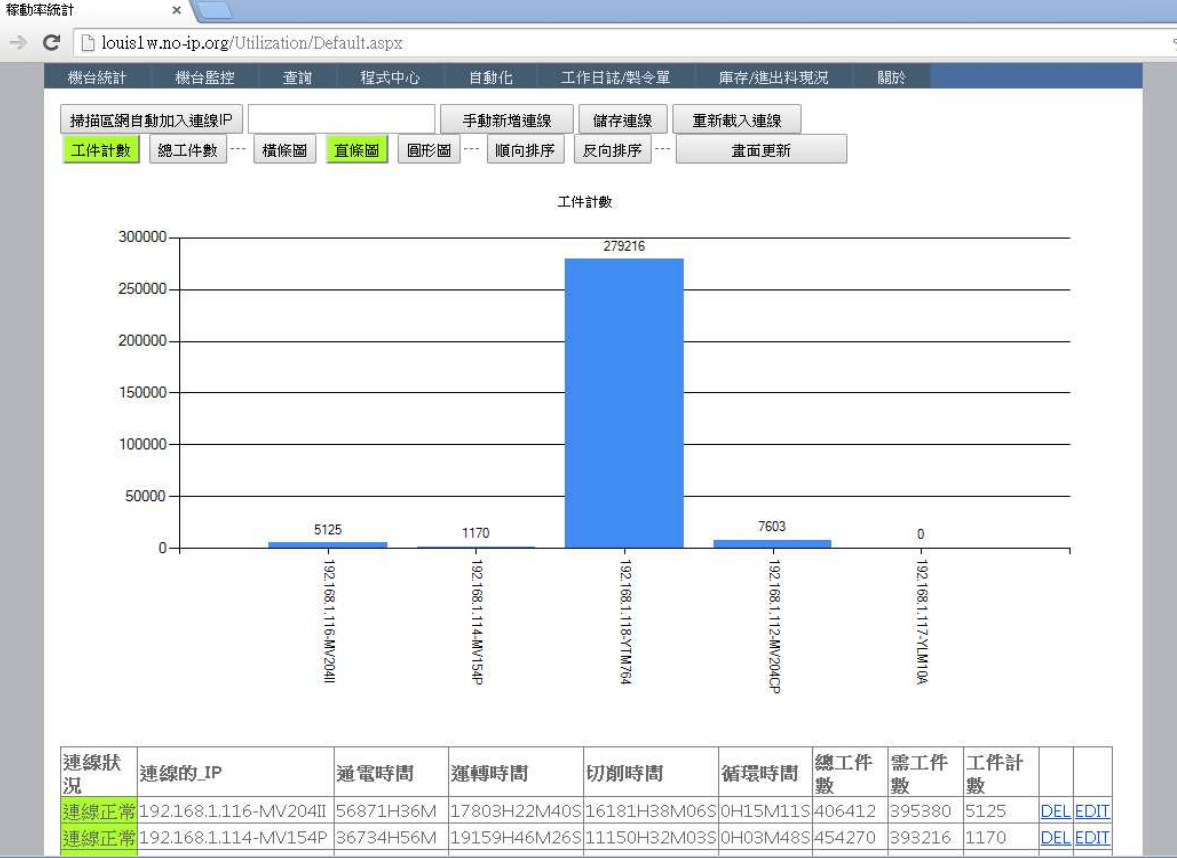 稼動率統計 ×
louis1w.no-ip.org/Utilization/Default.aspx
機台統計 機台監控 查詢 程式中心 自動化 工作日誌/製令單 庫存/進出料現況 關於
掃描區網自動加入連線IP 手動新增連線 儲存連線 重新載入連線
工件計數 總工件數 --- 橫條圖 直條圖 圓形圖 --- 順向排序 反向排序 --- 畫面更新
工件計數
300000
279216
250000
200000
150000
100000
50000
5125 1170 7603 0
0
192.168.1.116-MV204II
192.168.1.114-MV154P
192.168.1.118-YTM764
192.168.1.112-MV204CP
192.168.1.117-YLM10A
連線狀況 連線的_IP 通電時間 運轉時間 切削時間 循環時間 總工件數 需工件數 工件計數
連線正常 192.168.1.116-MV204II 56871H36M 17803H22M40S 16181H38M06S 0H15M11S 406412 395380 5125 DEL EDIT
連線正常 192.168.1.114-MV154P 36734H56M 19159H46M26S 11150H32M03S 0H03M48S 454270 393216 1170 DEL EDIT